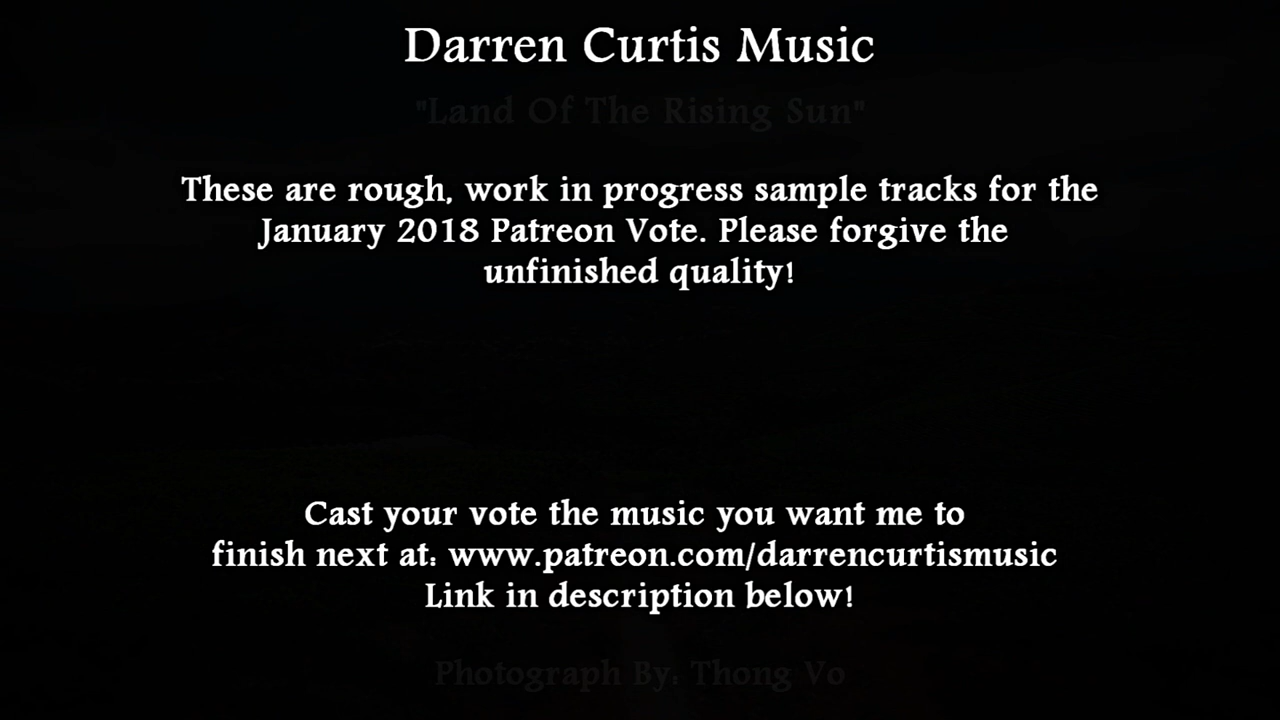 Darren Curtis Music
"Land Of The Rising Sun"
These are rough, work in progress sample tracks for the
January 2018 Patreon Vote. Please forgive the
unfinished quality!
Cast your vote the music you want me to
finish next at: www.patreon.com/darrencurtismusic
Link in description below!
Photograph By: Thong Vo